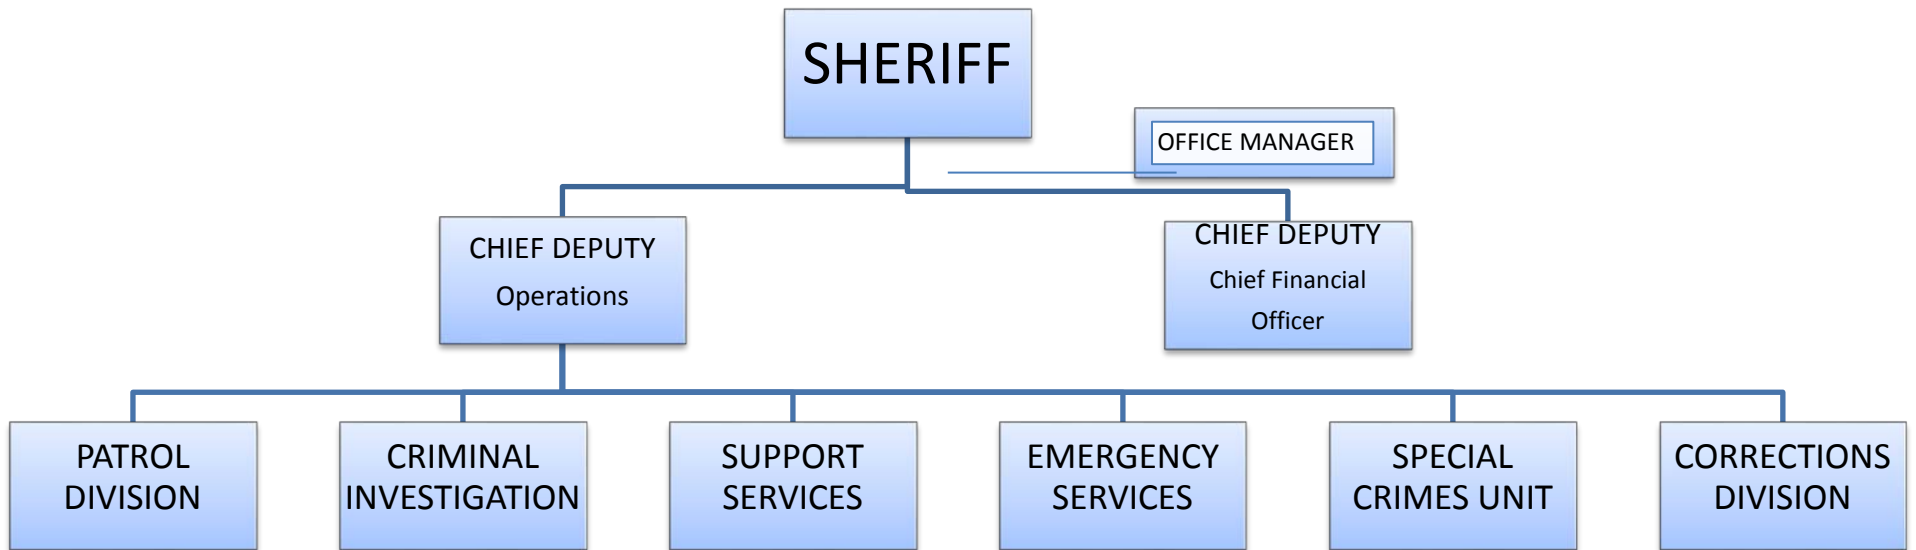 SHERIFF
OFFICE MANAGER
CHIEF DEPUTY
Operations
CHIEF DEPUTY
Chief Financial
Officer
PATROL
DIVISION
CRIMINAL
INVESTIGATION
SUPPORT
SERVICES
EMERGENCY
SERVICES
SPECIAL
CRIMES UNIT
CORRECTIONS
DIVISION